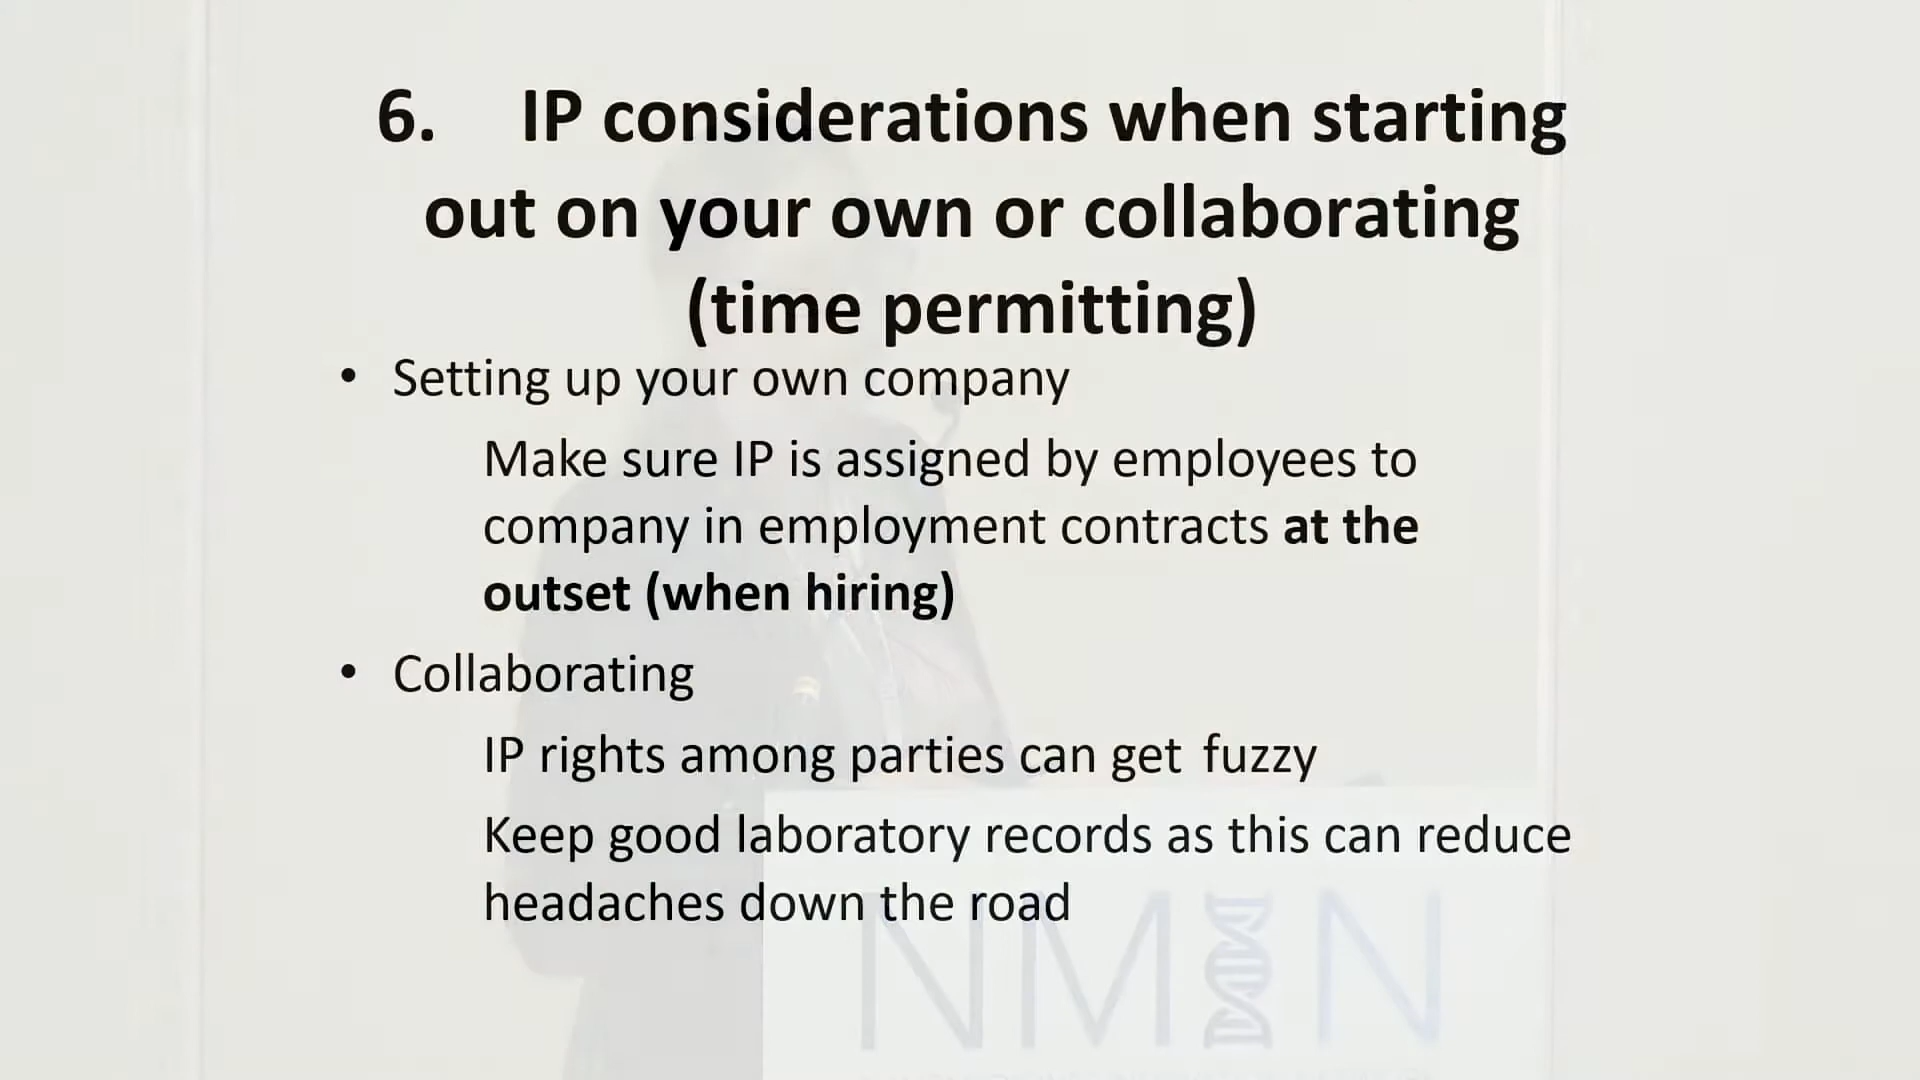 6. IP considerations when starting
out on your own or collaborating
(time permitting)
• Setting up your own company
Make sure IP is assigned by employees to
company in employment contracts at the
outset (when hiring)
• Collaborating
IP rights among parties can get fuzzy
Keep good laboratory records as this can reduce
headaches down the road
NMIN